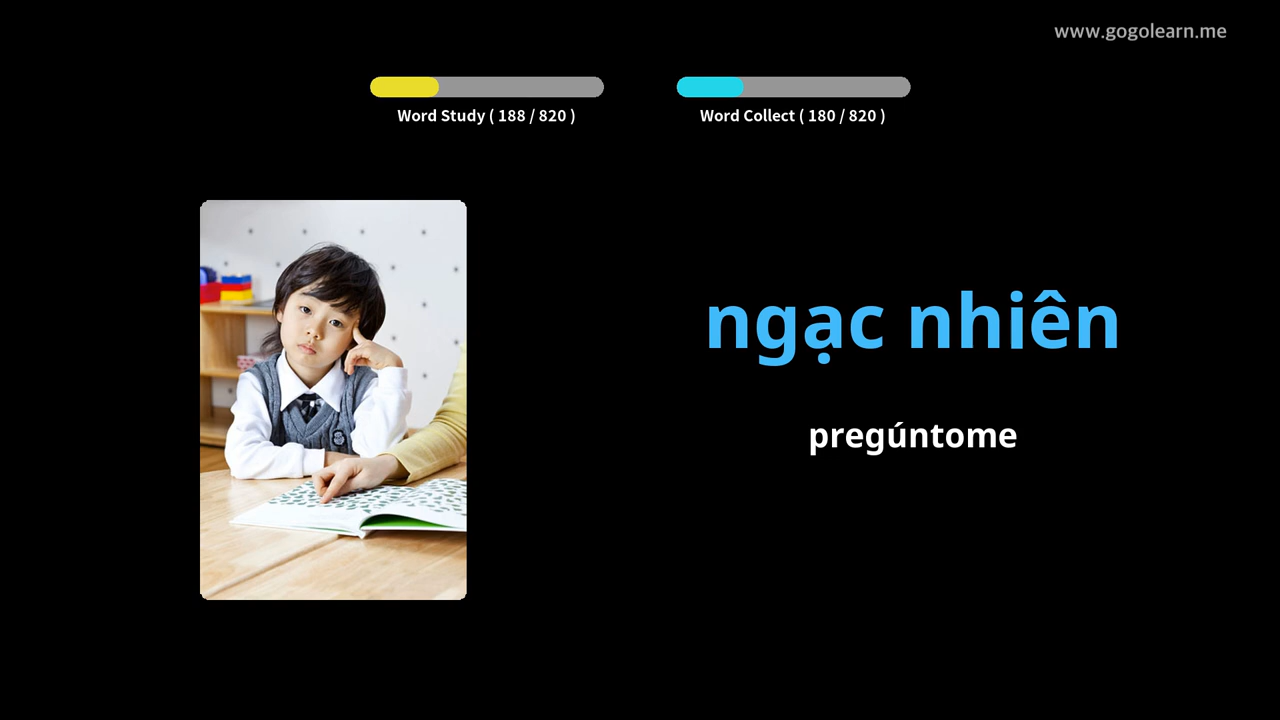 www.gogolearn.me
Word Study ( 188 / 820 )
Word Collect ( 180 / 820 )
ngạc nhiên
pregúntome